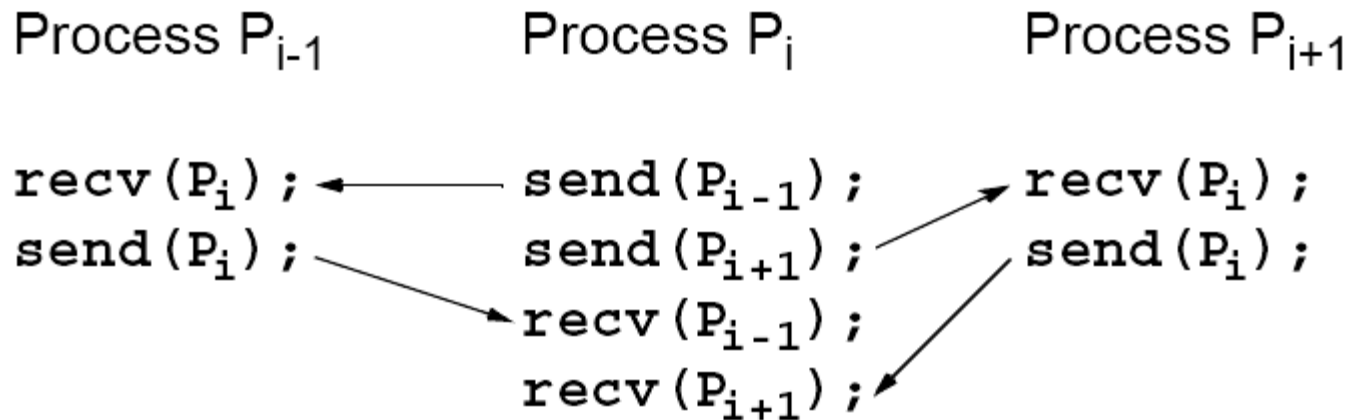 Process Pi-1 Process Pi Process Pi+1
recv(Pi); send(Pi-1); recv(Pi);
send(Pi); send(Pi+1); send(Pi);
recv(Pi-1);
recv(Pi+1);